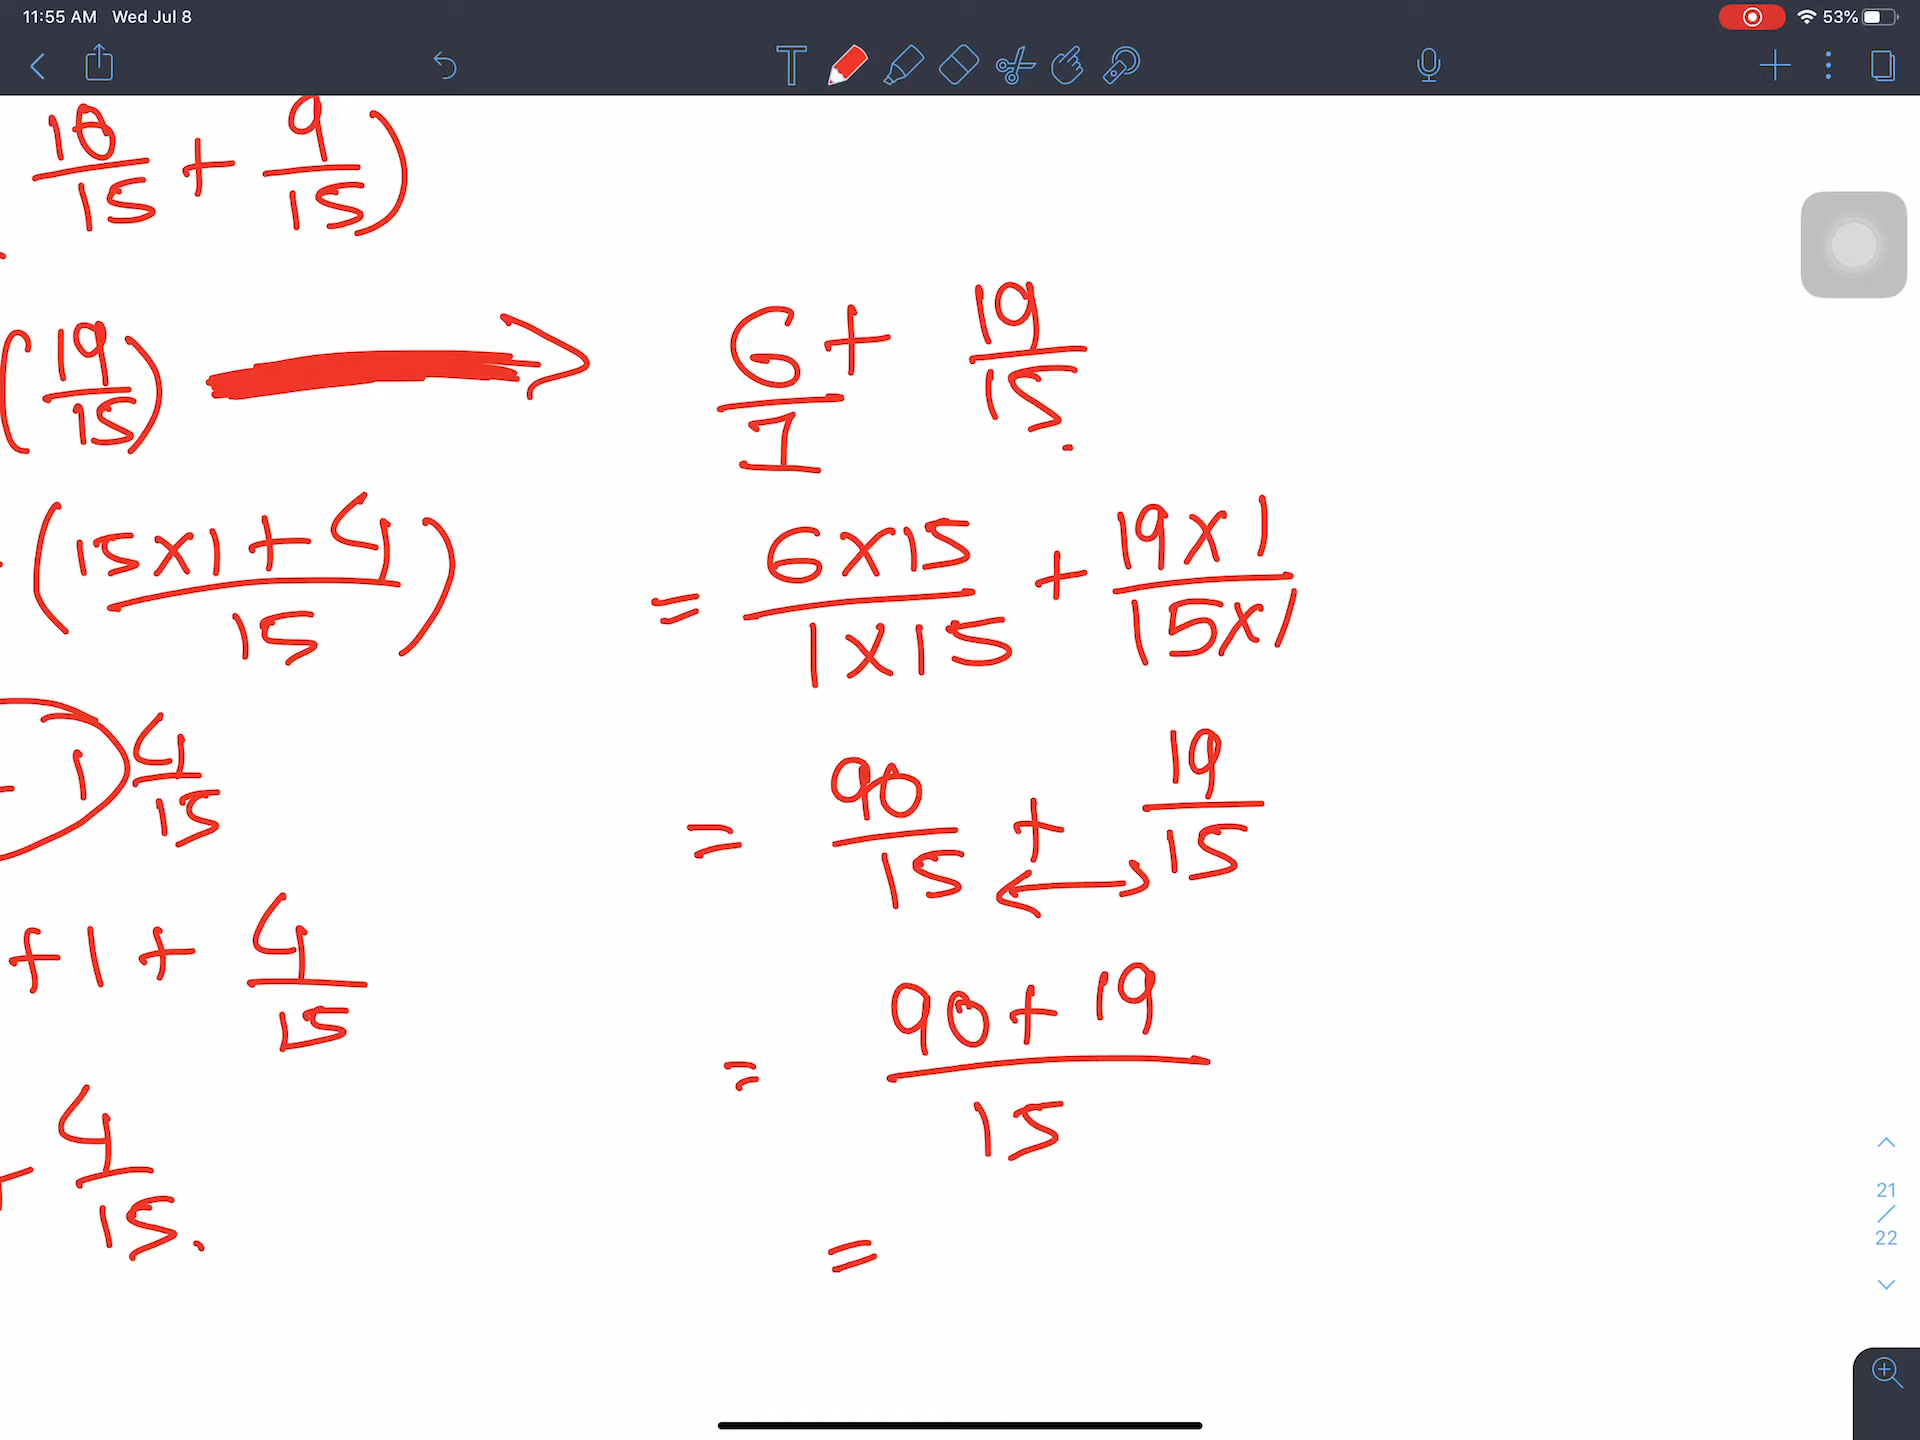 11:55 AM Wed Jul 8
53%
T
10/15 + 9/15)
(19/15)
(15x1+4/15)
1 4/15
+1+ 4/15
4/15.
6/1 + 19/15.
= 6x15/1x15 + 19x1/15x1
= 90/15 + 19/15
= 90+19/15
=
21
/
22